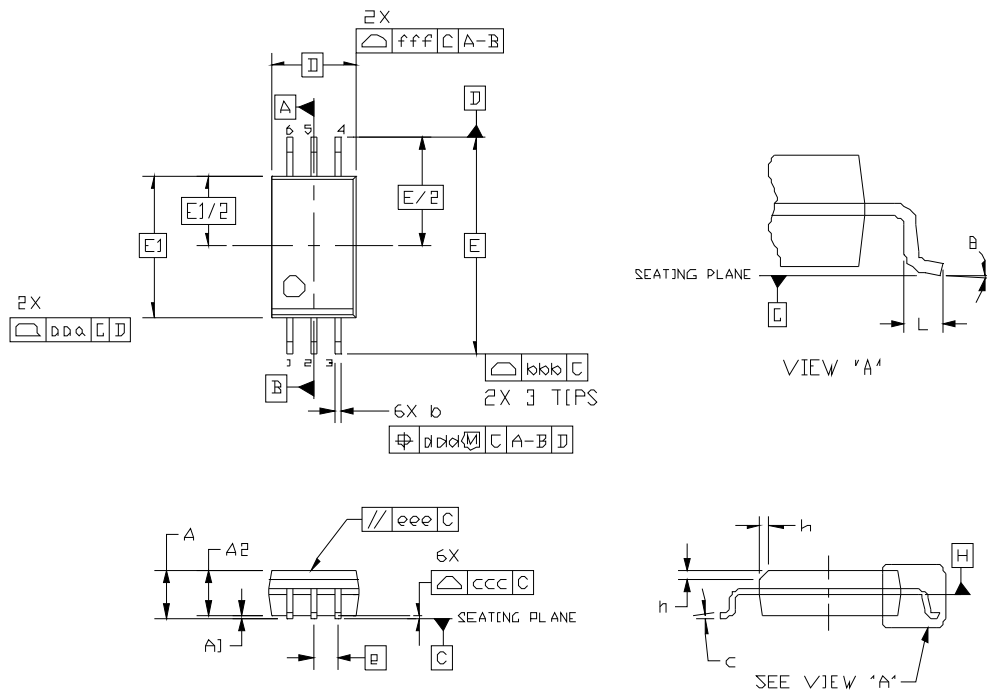 2X
fff C A-B
D
A
D
6 5 4
E1/2
E/2
E1
E
2X
aaa C D
SEATING PLANE
θ
C
L
VIEW "A"
1 2 3
bbb C
2X 3 TIPS
B
6X b
ddd M C A-B D
// eee C
A
A2
6X
ccc C
SEATING PLANE
A1
e
C
h
H
h
c
SEE VIEW "A"